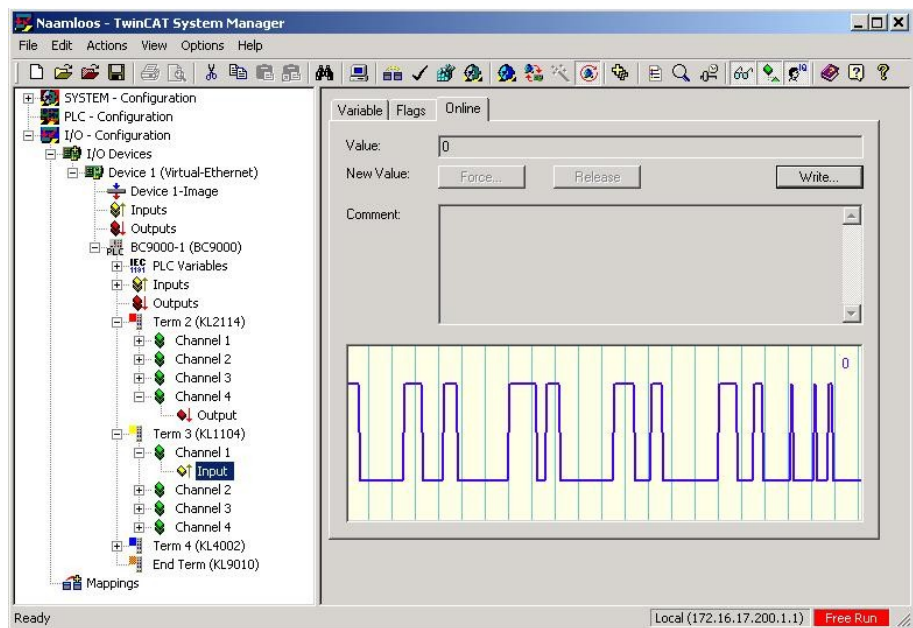 Naamloos - TwinCAT System Manager
File Edit Actions View Options Help
SYSTEM - Configuration
PLC - Configuration
I/O - Configuration
I/O Devices
Device 1 (Virtual-Ethernet)
Device 1-Image
Inputs
Outputs
BC9000-1 (BC9000)
IEC 1131 PLC Variables
Inputs
Outputs
Term 2 (KL2114)
Channel 1
Channel 2
Channel 3
Channel 4
Output
Term 3 (KL1104)
Channel 1
Input
Channel 2
Channel 3
Channel 4
Term 4 (KL4002)
End Term (KL9010)
Mappings
Variable Flags Online
Value: 0
New Value: Force... Release Write...
Comment:
0
Ready Local (172.16.17.200.1.1) Free Run